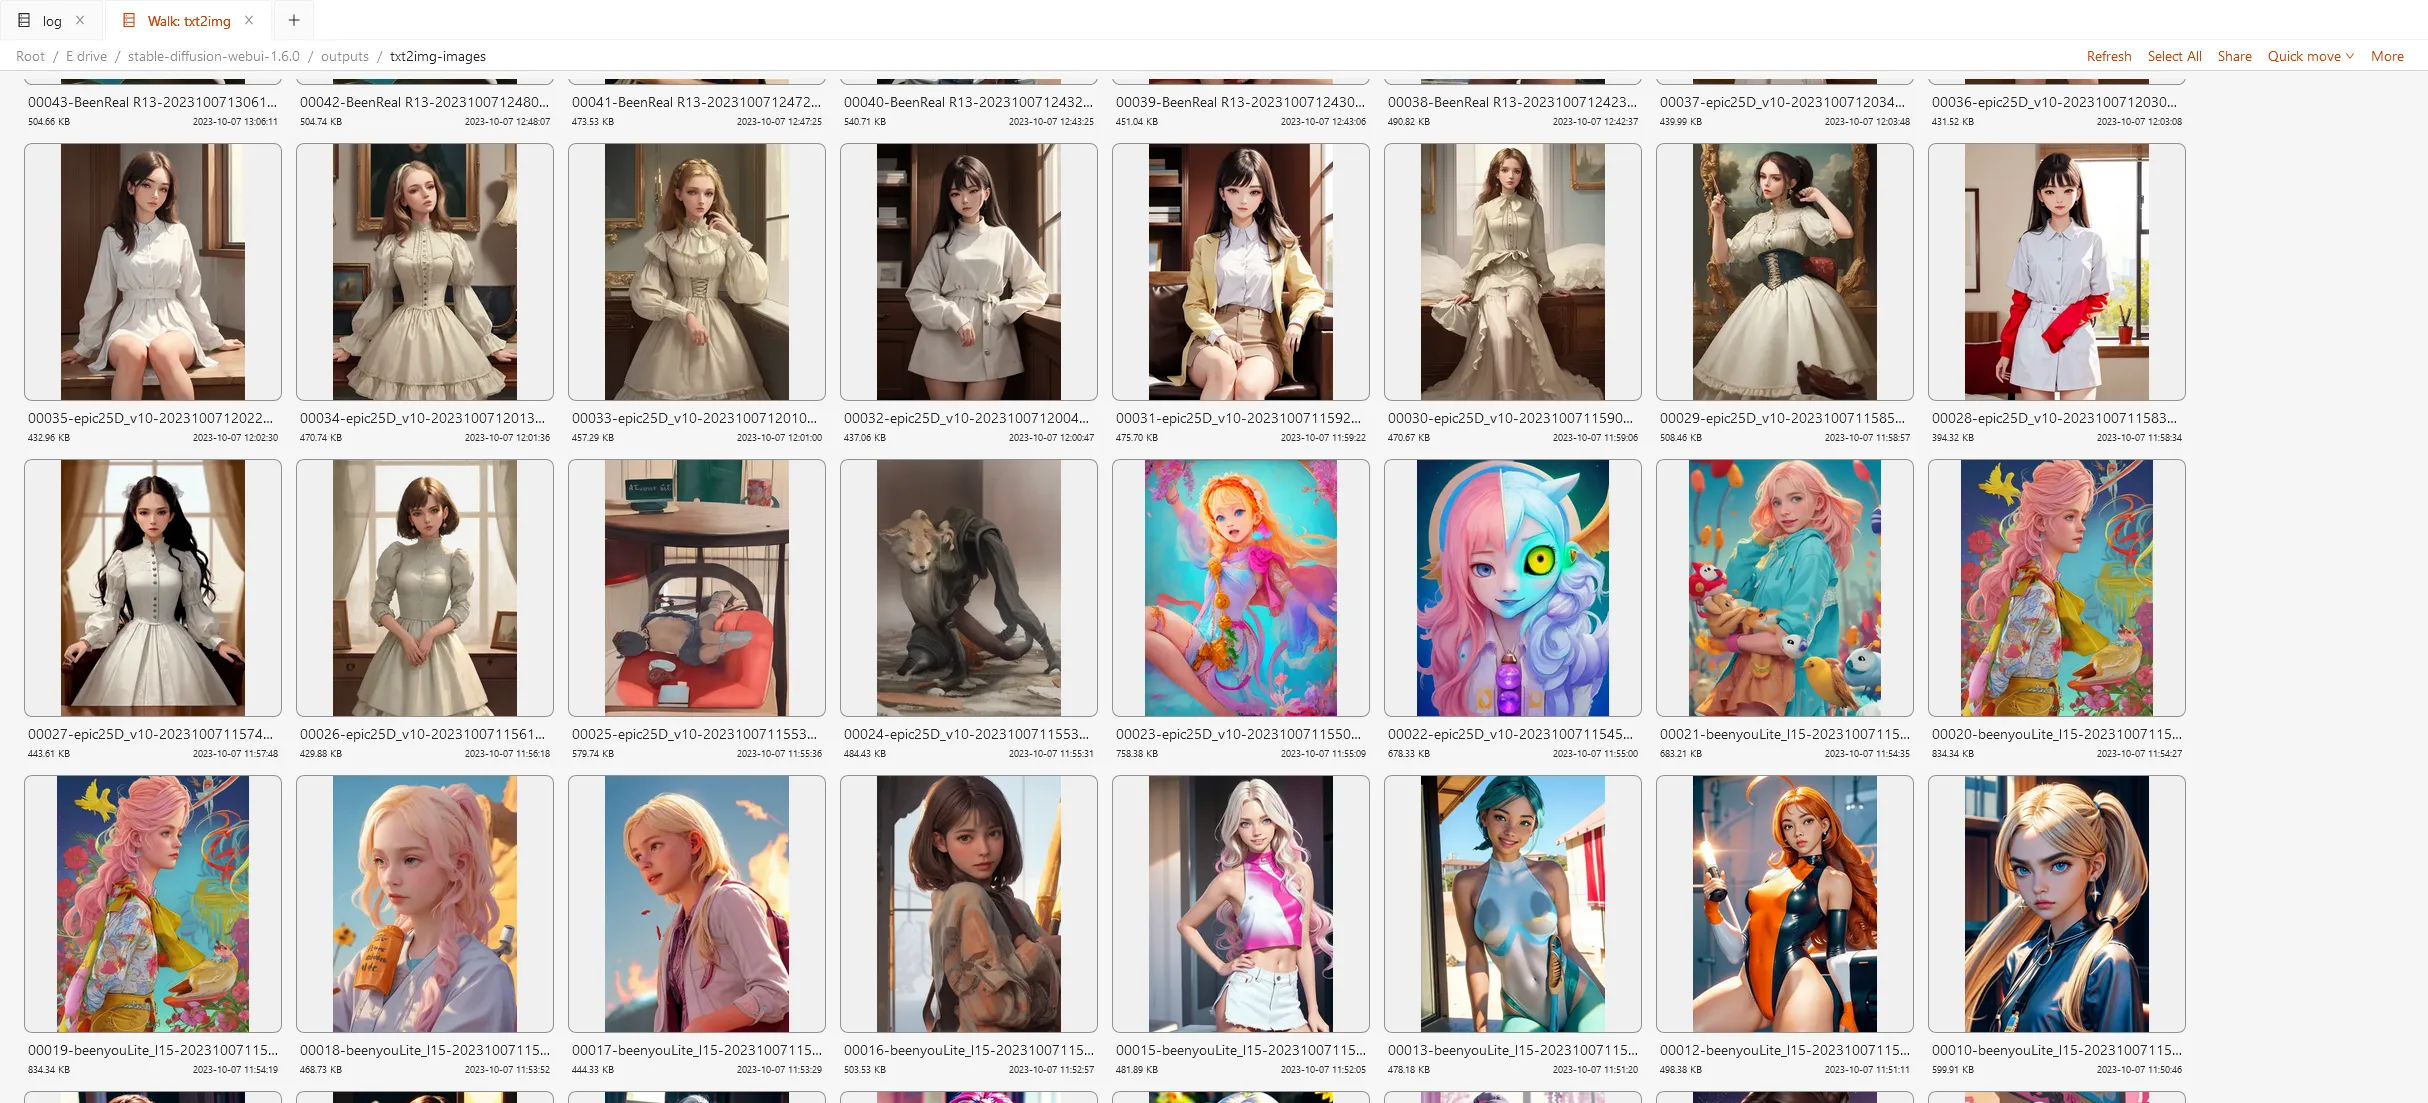 log
Walk: txt2img
Root / E drive / stable-diffusion-webui-1.6.0 / outputs / txt2img-images
Refresh Select All Share Quick move More
00043-BeenReal R13-2023100713061... 00042-BeenReal R13-2023100712480... 00041-BeenReal R13-2023100712472... 00040-BeenReal R13-2023100712432... 00039-BeenReal R13-2023100712430... 00038-BeenReal R13-2023100712423... 00037-epic25D_v10-2023100712034... 00036-epic25D_v10-2023100712030...
504.66 KB 2023-10-07 13:06:11 504.74 KB 2023-10-07 12:48:07 473.53 KB 2023-10-07 12:47:25 540.71 KB 2023-10-07 12:43:25 451.04 KB 2023-10-07 12:43:06 490.82 KB 2023-10-07 12:42:37 439.99 KB 2023-10-07 12:03:48 431.52 KB 2023-10-07 12:03:08
00035-epic25D_v10-2023100712022... 00034-epic25D_v10-2023100712013... 00033-epic25D_v10-2023100712010... 00032-epic25D_v10-2023100712004... 00031-epic25D_v10-2023100711592... 00030-epic25D_v10-2023100711590... 00029-epic25D_v10-2023100711585... 00028-epic25D_v10-2023100711583...
432.96 KB 2023-10-07 12:02:30 470.74 KB 2023-10-07 12:01:36 457.29 KB 2023-10-07 12:01:00 437.06 KB 2023-10-07 12:00:47 475.70 KB 2023-10-07 11:59:22 470.67 KB 2023-10-07 11:59:06 508.46 KB 2023-10-07 11:58:57 394.32 KB 2023-10-07 11:58:34
00027-epic25D_v10-2023100711574... 00026-epic25D_v10-2023100711561... 00025-epic25D_v10-2023100711553... 00024-epic25D_v10-2023100711553... 00023-epic25D_v10-2023100711550... 00022-epic25D_v10-2023100711545... 00021-beenyouLite_l15-202310071​15... 00020-beenyouLite_l15-20231007115...
443.61 KB 2023-10-07 11:57:48 429.88 KB 2023-10-07 11:56:18 579.74 KB 2023-10-07 11:55:36 484.43 KB 2023-10-07 11:55:31 758.38 KB 2023-10-07 11:55:09 678.33 KB 2023-10-07 11:55:00 683.21 KB 2023-10-07 11:54:35 834.34 KB 2023-10-07 11:54:27
00019-beenyouLite_l15-20231007115... 00018-beenyouLite_l15-20231007115... 00017-beenyouLite_l15-20231007115... 00016-beenyouLite_l15-20231007115... 00015-beenyouLite_l15-20231007115... 00013-beenyouLite_l15-20231007115... 00012-beenyouLite_l15-20231007115... 00010-beenyouLite_l15-20231007115...
834.34 KB 2023-10-07 11:54:19 468.73 KB 2023-10-07 11:53:52 444.33 KB 2023-10-07 11:53:29 503.53 KB 2023-10-07 11:52:57 481.89 KB 2023-10-07 11:52:05 478.18 KB 2023-10-07 11:51:20 498.38 KB 2023-10-07 11:51:11 599.91 KB 2023-10-07 11:50:46